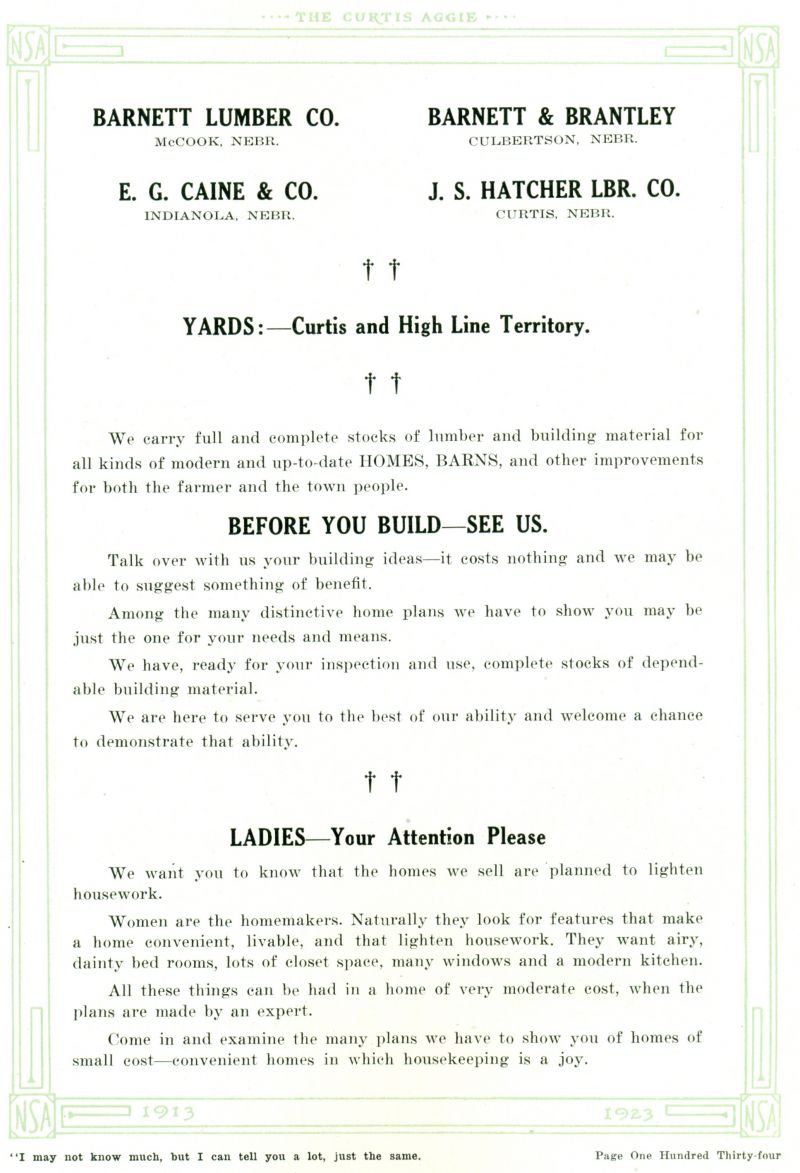 THE CURTIS AGGIE
NSA
NSA
BARNETT LUMBER CO.
McCOOK, NEBR.
BARNETT & BRANTLEY
CULBERTSON, NEBR.
E. G. CAINE & CO.
INDIANOLA, NEBR.
J. S. HATCHER LBR. CO.
CURTIS, NEBR.
† †
YARDS:—Curtis and High Line Territory.
† †
We carry full and complete stocks of lumber and building material for
all kinds of modern and up-to-date HOMES, BARNS, and other improvements
for both the farmer and the town people.
BEFORE YOU BUILD—SEE US.
Talk over with us your building ideas—it costs nothing and we may be
able to suggest something of benefit.
Among the many distinctive home plans we have to show you may be
just the one for your needs and means.
We have, ready for your inspection and use, complete stocks of depend-
able building material.
We are here to serve you to the best of our ability and welcome a chance
to demonstrate that ability.
† †
LADIES—Your Attention Please
We want you to know that the homes we sell are planned to lighten
housework.
Women are the homemakers. Naturally they look for features that make
a home convenient, livable, and that lighten housework. They want airy,
dainty bed rooms, lots of closet space, many windows and a modern kitchen.
All these things can be had in a home of very moderate cost, when the
plans are made by an expert.
Come in and examine the many plans we have to show you of homes of
small cost—convenient homes in which housekeeping is a joy.
NSA
1913
1923
NSA
"I may not know much, but I can tell you a lot, just the same.
Page One Hundred Thirty-four